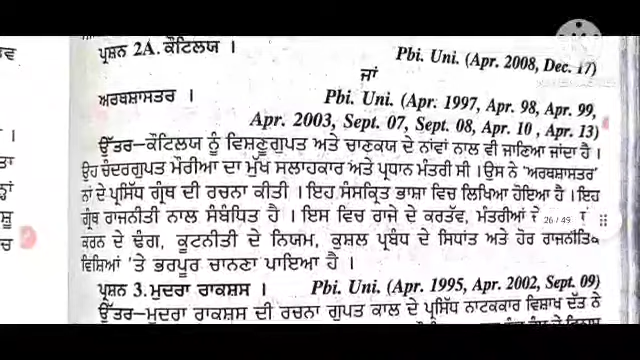 ਪ੍ਰਸ਼ਨ 2A. ਕੌਟਿਲਯ ।
Pbi. Uni. (Apr. 2008, Dec. 17)
ਜਾਂ
ਅਰਥਸ਼ਾਸਤਰ ।
Pbi. Uni. (Apr. 1997, Apr. 98, Apr. 99,
Apr. 2003, Sept. 07, Sept. 08, Apr. 10 , Apr. 13)
ਉੱਤਰ–ਕੌਟਿਲਯ ਨੂੰ ਵਿਸ਼ਣੂਗੁਪਤ ਅਤੇ ਚਾਣਕਯ ਦੇ ਨਾਂਵਾਂ ਨਾਲ ਵੀ ਜਾਣਿਆ ਜਾਂਦਾ ਹੈ ।
ਉਹ ਚੰਦਰਗੁਪਤ ਮੌਰੀਆ ਦਾ ਮੁੱਖ ਸਲਾਹਕਾਰ ਅਤੇ ਪ੍ਰਧਾਨ ਮੰਤਰੀ ਸੀ । ਉਸ ਨੇ ‘ਅਰਥਸ਼ਾਸਤਰ’
ਨਾਂ ਦੇ ਪ੍ਰਸਿੱਧ ਗ੍ਰੰਥ ਦੀ ਰਚਨਾ ਕੀਤੀ । ਇਹ ਸੰਸਕ੍ਰਿਤ ਭਾਸ਼ਾ ਵਿਚ ਲਿਖਿਆ ਹੋਇਆ ਹੈ । ਇਹ
ਗ੍ਰੰਥ ਰਾਜਨੀਤੀ ਨਾਲ ਸੰਬੰਧਿਤ ਹੈ । ਇਸ ਵਿਚ ਰਾਜੇ ਦੇ ਕਰਤੱਵ, ਮੰਤਰੀਆਂ 26/49
ਕਰਨ ਦੇ ਢੰਗ, ਕੂਟਨੀਤੀ ਦੇ ਨਿਯਮ, ਕੁਸ਼ਲ ਪ੍ਰਬੰਧ ਦੇ ਸਿਧਾਂਤ ਅਤੇ ਹੋਰ ਰਾਜਨੀਤਿਕ
ਵਿਸ਼ਿਆਂ ’ਤੇ ਭਰਪੂਰ ਚਾਨਣਾ ਪਾਇਆ ਹੈ ।
ਪ੍ਰਸ਼ਨ 3. ਮੁਦਰਾ ਰਾਕਸ਼ਸ ।
Pbi. Uni. (Apr. 1995, Apr. 2002, Sept. 09)
ਉੱਤਰ–ਮੁਦਰਾ ਰਾਕਸ਼ਸ ਦੀ ਰਚਨਾ ਗੁਪਤ ਕਾਲ ਦੇ ਪ੍ਰਸਿੱਧ ਨਾਟਕਕਾਰ ਵਿਸ਼ਾਖ ਦੱਤ ਨੇ